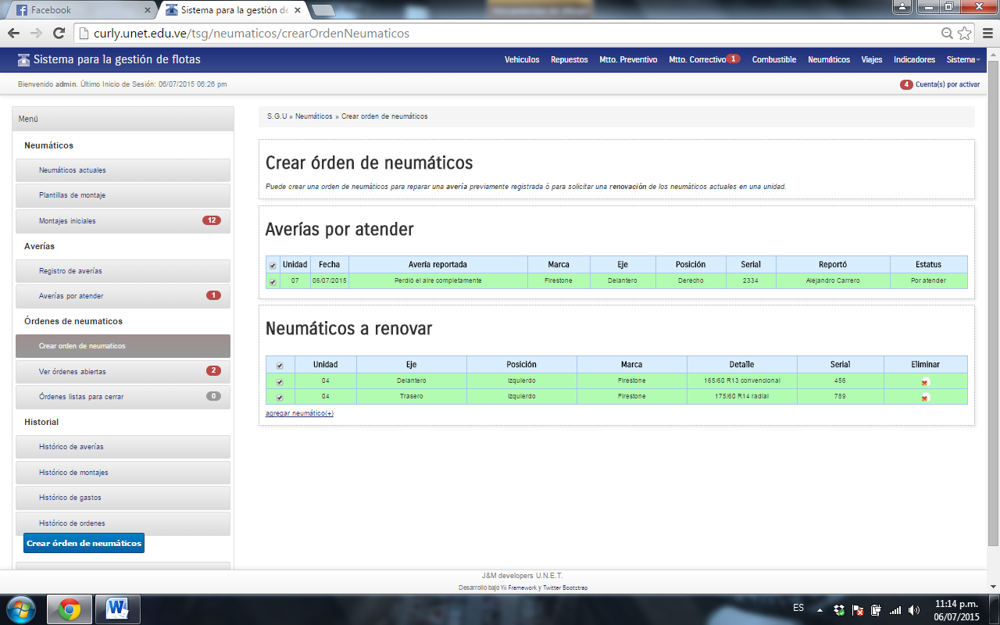 Facebook
Sistema para la gestión de
curly.unet.edu.ve/tsg/neumaticos/crearOrdenNeumaticos
Sistema para la gestión de flotas
Vehiculos Repuestos Mtto. Preventivo Mtto. Correctivo 1 Combustible Neumáticos Viajes Indicadores Sistema
Bienvenido admin. Último Inicio de Sesión: 06/07/2015 06:26 pm
4 Cuenta(s) por activar
Menú
Neumáticos
Neumáticos actuales
Plantillas de montaje
Montajes iniciales 12
Averías
Registro de averías
Averías por atender 1
Órdenes de neumaticos
Crear orden de neumaticos
Ver órdenes abiertas 2
Órdenes listas para cerrar 0
Historial
Histórico de averías
Histórico de montajes
Histórico de gastos
Histórico de ordenes
Crear órden de neumáticos
S.G.U » Neumáticos » Crear orden de neumáticos
Crear órden de neumáticos
Puede crear una orden de neumáticos para reparar una avería previamente registrada ó para solicitar una renovación de los neumáticos actuales en una unidad.
Averías por atender
Unidad Fecha Avería reportada Marca Eje Posición Serial Reportó Estatus
07 06/07/2015 Perdió el aire completamente Firestone Delantero Derecho 2334 Alejandro Carrero Por atender
Neumáticos a renovar
Unidad Eje Posición Marca Detalle Serial Eliminar
04 Delantero Izquierdo Firestone 165/60 R13 convencional 456
04 Trasero Izquierdo Firestone 175/60 R14 radial 789
agregar neumático(+)
J&M developers U.N.E.T.
Desarrollo bajo Yii Framework y Twitter Bootstrap
ES
11:14 p.m.
06/07/2015